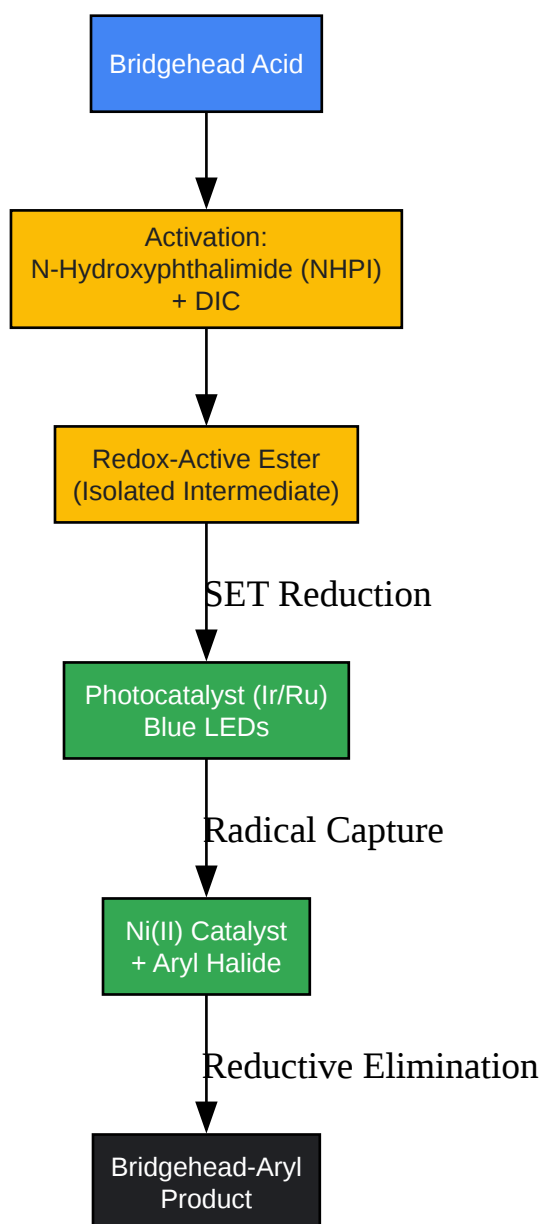 Bridgehead Acid
Activation:
N-Hydroxyphthalimide (NHPI)
+ DIC
Redox-Active Ester
(Isolated Intermediate)
SET Reduction
Photocatalyst (Ir/Ru)
Blue LEDs
Radical Capture
Ni(II) Catalyst
+ Aryl Halide
Reductive Elimination
Bridgehead-Aryl
Product